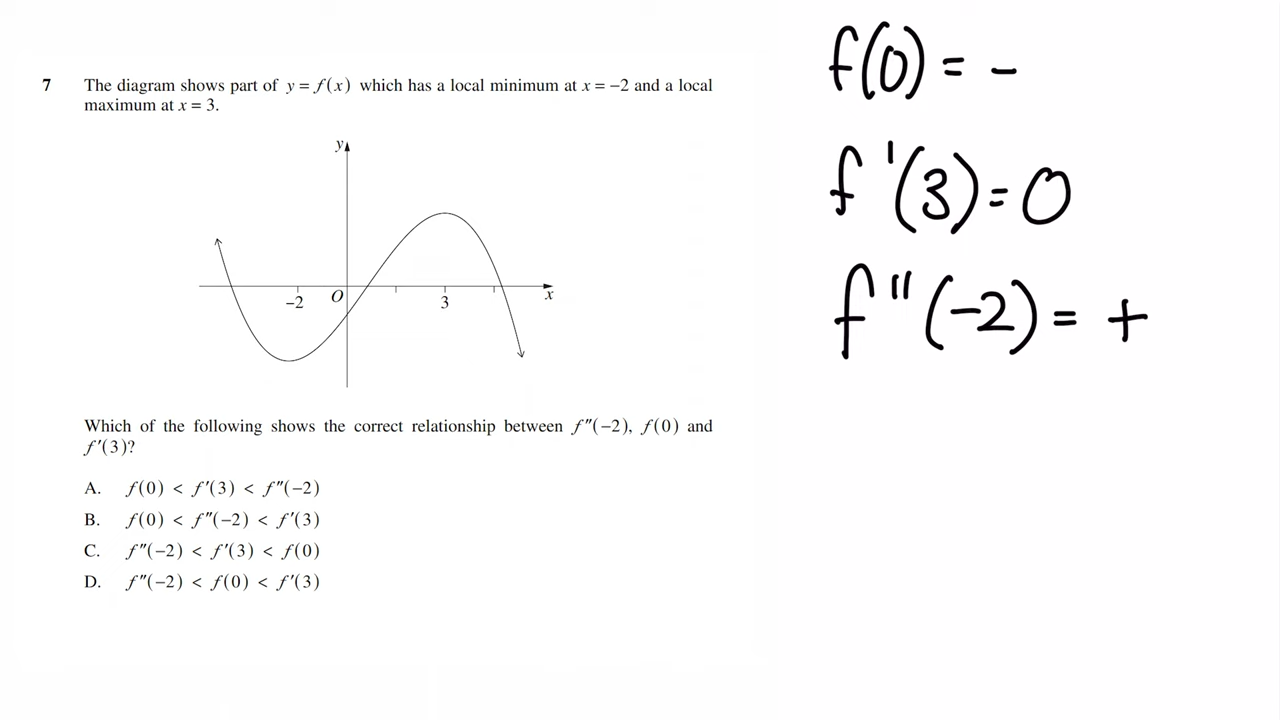 7 The diagram shows part of y = f(x) which has a local minimum at x = −2 and a local
maximum at x = 3.
y
−2 O 3 x
Which of the following shows the correct relationship between f″(−2), f(0) and
f′(3)?
A. f(0) < f′(3) < f″(−2)
B. f(0) < f″(−2) < f′(3)
C. f″(−2) < f′(3) < f(0)
D. f″(−2) < f(0) < f′(3)
f(0) = -
f'(3) = 0
f"(-2) = +